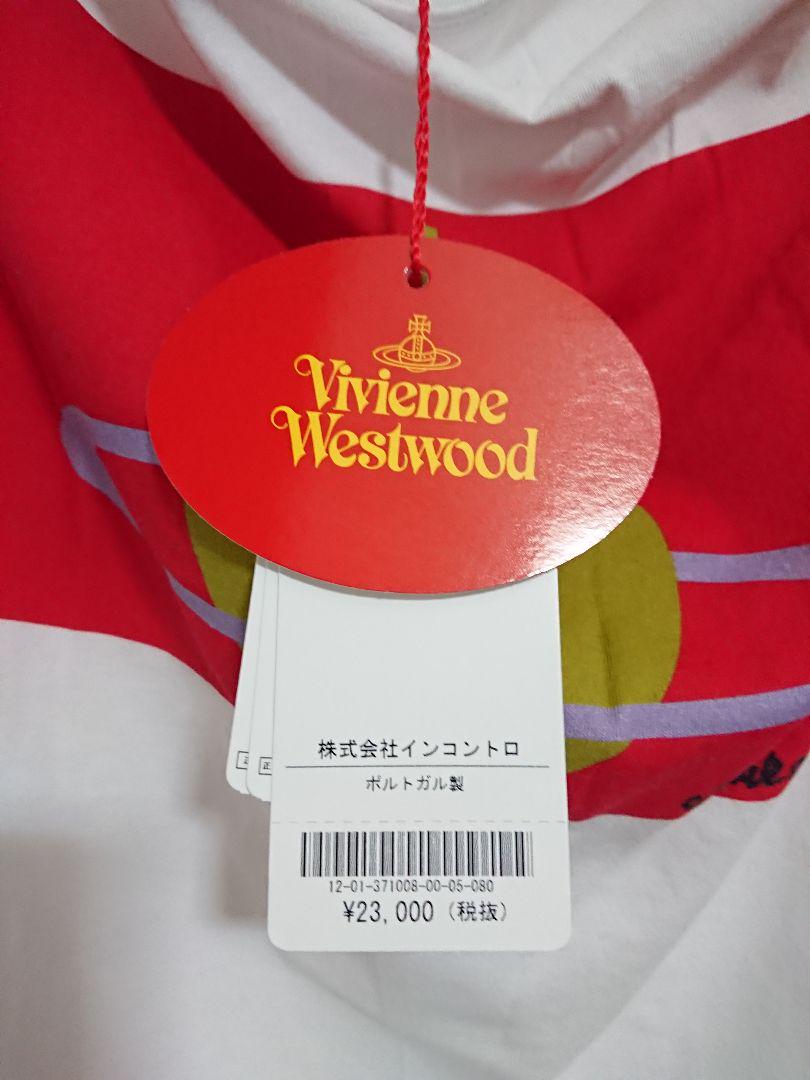 Vivienne
Westwood
株式会社インコントロ
ポルトガル製
12-01-371008-00-05-080
¥23,000（税抜）
正